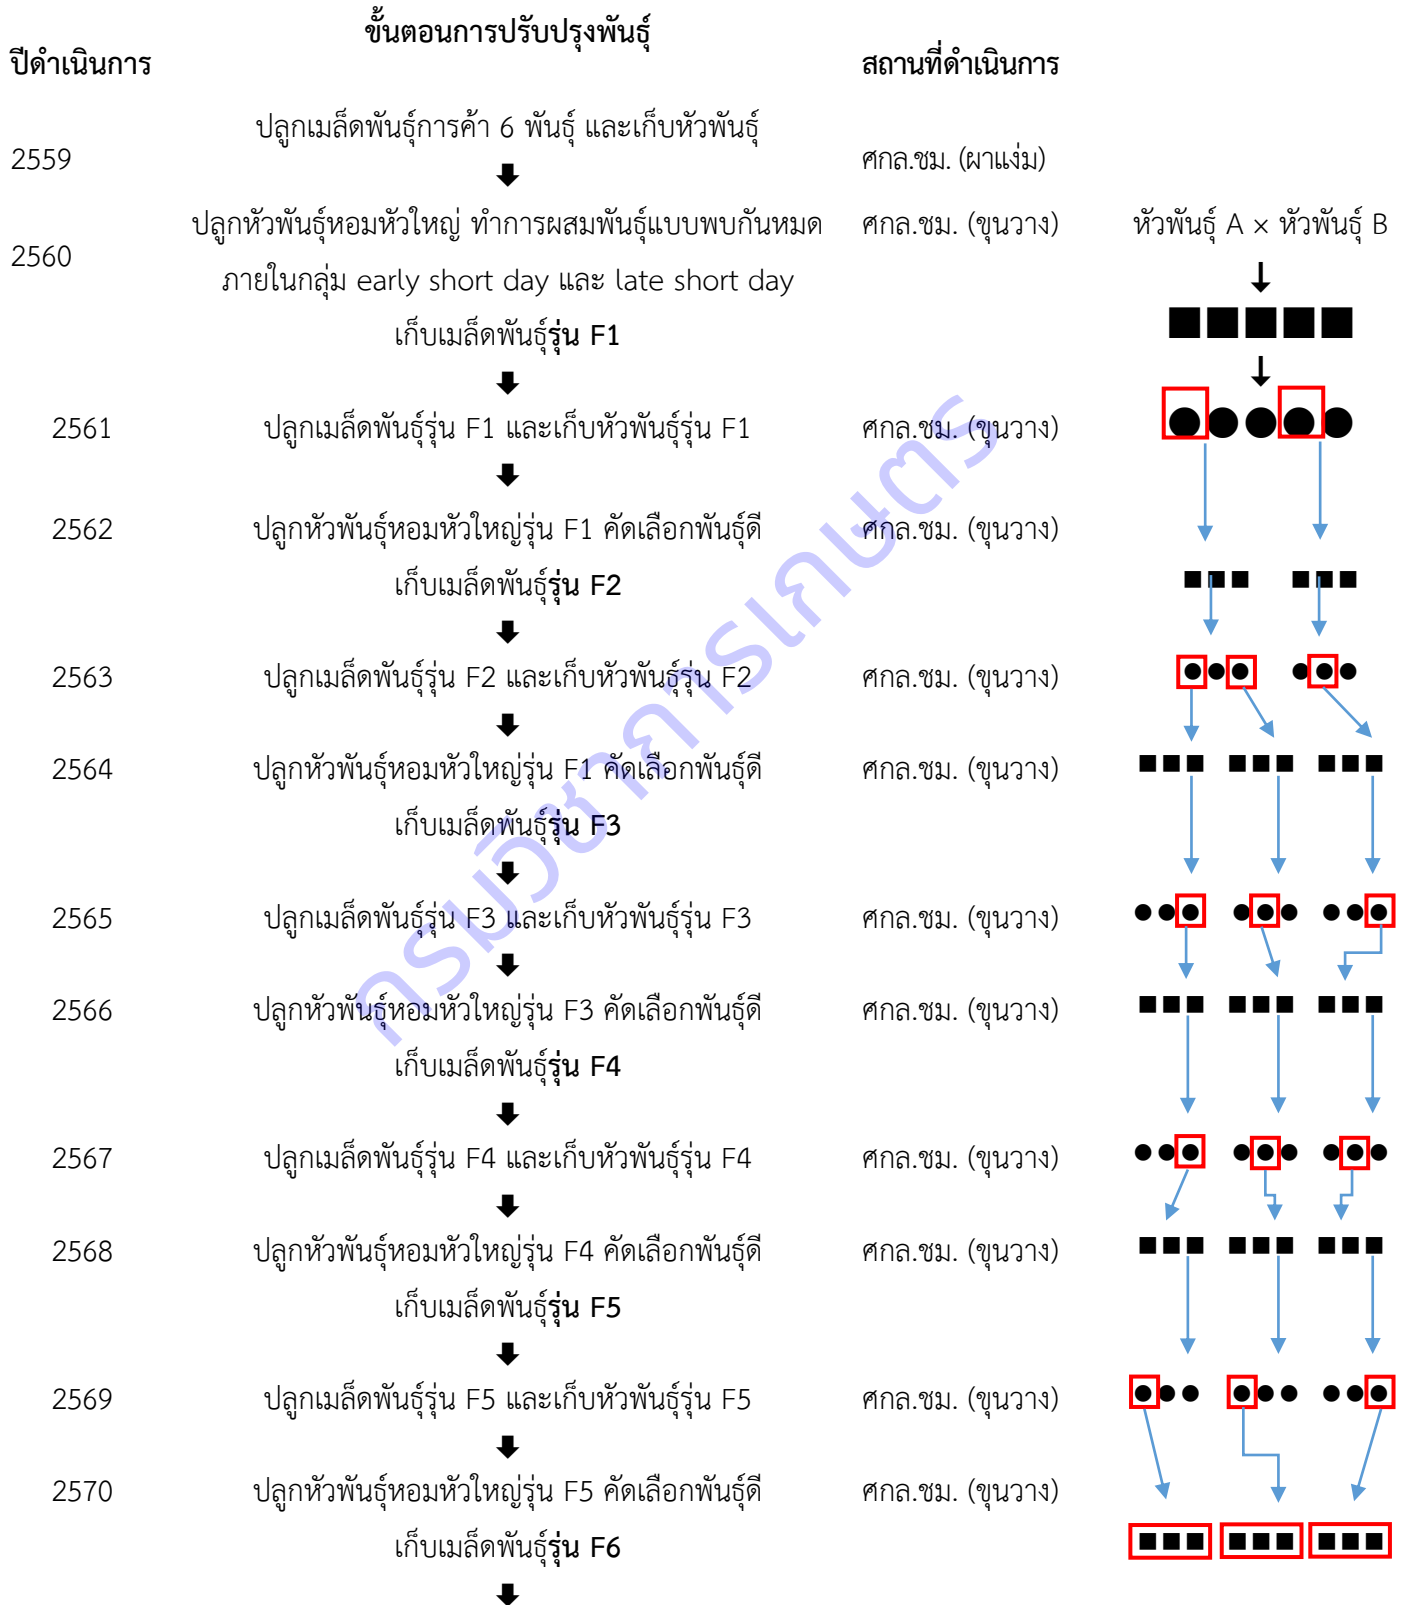 ขั้นตอนการปรับปรุงพันธุ์
ปีดำเนินการ
สถานที่ดำเนินการ
ปลูกเมล็ดพันธุ์การค้า 6 พันธุ์ และเก็บหัวพันธุ์
2559
ศกล.ชม. (ผาแง่ม)
ปลูกหัวพันธุ์หอมหัวใหญ่ ทำการผสมพันธุ์แบบพบกันหมด
ศกล.ชม. (ขุนวาง)
หัวพันธุ์ A × หัวพันธุ์ B
2560
ภายในกลุ่ม early short day และ late short day
เก็บเมล็ดพันธุ์รุ่น F1
2561
ปลูกเมล็ดพันธุ์รุ่น F1 และเก็บหัวพันธุ์รุ่น F1
ศกล.ชม. (ขุนวาง)
2562
ปลูกหัวพันธุ์หอมหัวใหญ่รุ่น F1 คัดเลือกพันธุ์ดี
ศกล.ชม. (ขุนวาง)
เก็บเมล็ดพันธุ์รุ่น F2
2563
ปลูกเมล็ดพันธุ์รุ่น F2 และเก็บหัวพันธุ์รุ่น F2
ศกล.ชม. (ขุนวาง)
2564
ปลูกหัวพันธุ์หอมหัวใหญ่รุ่น F1 คัดเลือกพันธุ์ดี
ศกล.ชม. (ขุนวาง)
เก็บเมล็ดพันธุ์รุ่น F3
2565
ปลูกเมล็ดพันธุ์รุ่น F3 และเก็บหัวพันธุ์รุ่น F3
ศกล.ชม. (ขุนวาง)
2566
ปลูกหัวพันธุ์หอมหัวใหญ่รุ่น F3 คัดเลือกพันธุ์ดี
ศกล.ชม. (ขุนวาง)
เก็บเมล็ดพันธุ์รุ่น F4
2567
ปลูกเมล็ดพันธุ์รุ่น F4 และเก็บหัวพันธุ์รุ่น F4
ศกล.ชม. (ขุนวาง)
2568
ปลูกหัวพันธุ์หอมหัวใหญ่รุ่น F4 คัดเลือกพันธุ์ดี
ศกล.ชม. (ขุนวาง)
เก็บเมล็ดพันธุ์รุ่น F5
2569
ปลูกเมล็ดพันธุ์รุ่น F5 และเก็บหัวพันธุ์รุ่น F5
ศกล.ชม. (ขุนวาง)
2570
ปลูกหัวพันธุ์หอมหัวใหญ่รุ่น F5 คัดเลือกพันธุ์ดี
ศกล.ชม. (ขุนวาง)
เก็บเมล็ดพันธุ์รุ่น F6
กรมวิชาการเกษตร